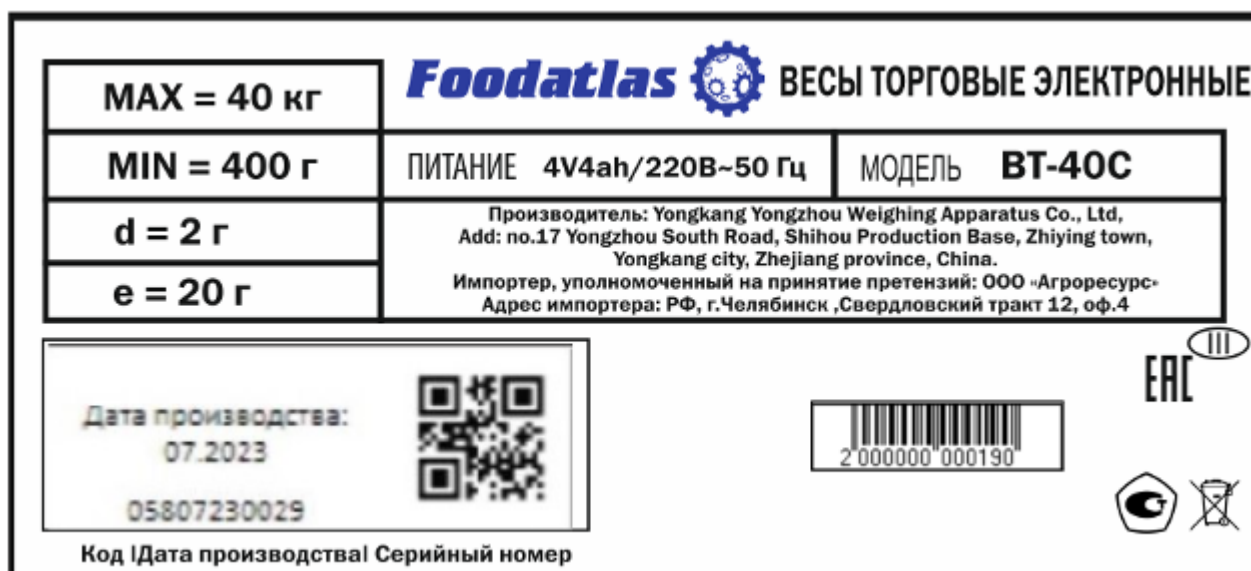 MAX = 40 кг
Foodatlas ВЕСЫ ТОРГОВЫЕ ЭЛЕКТРОННЫЕ
MIN = 400 г
ПИТАНИЕ 4V4ah/220В~50 Гц
МОДЕЛЬ ВТ-40С
d = 2 г
e = 20 г
Производитель: Yongkang Yongzhou Weighing Apparatus Co., Ltd,
Add: no.17 Yongzhou South Road, Shihou Production Base, Zhiying town,
Yongkang city, Zhejiang province, China.
Импортер, уполномоченный на принятие претензий: ООО «Агроресурс»
Адрес импортера: РФ, г.Челябинск ,Свердловский тракт 12, оф.4
Дата производства:
07.2023
05807230029
Код |Дата производства| Серийный номер
2 000000 000190
III
EAC